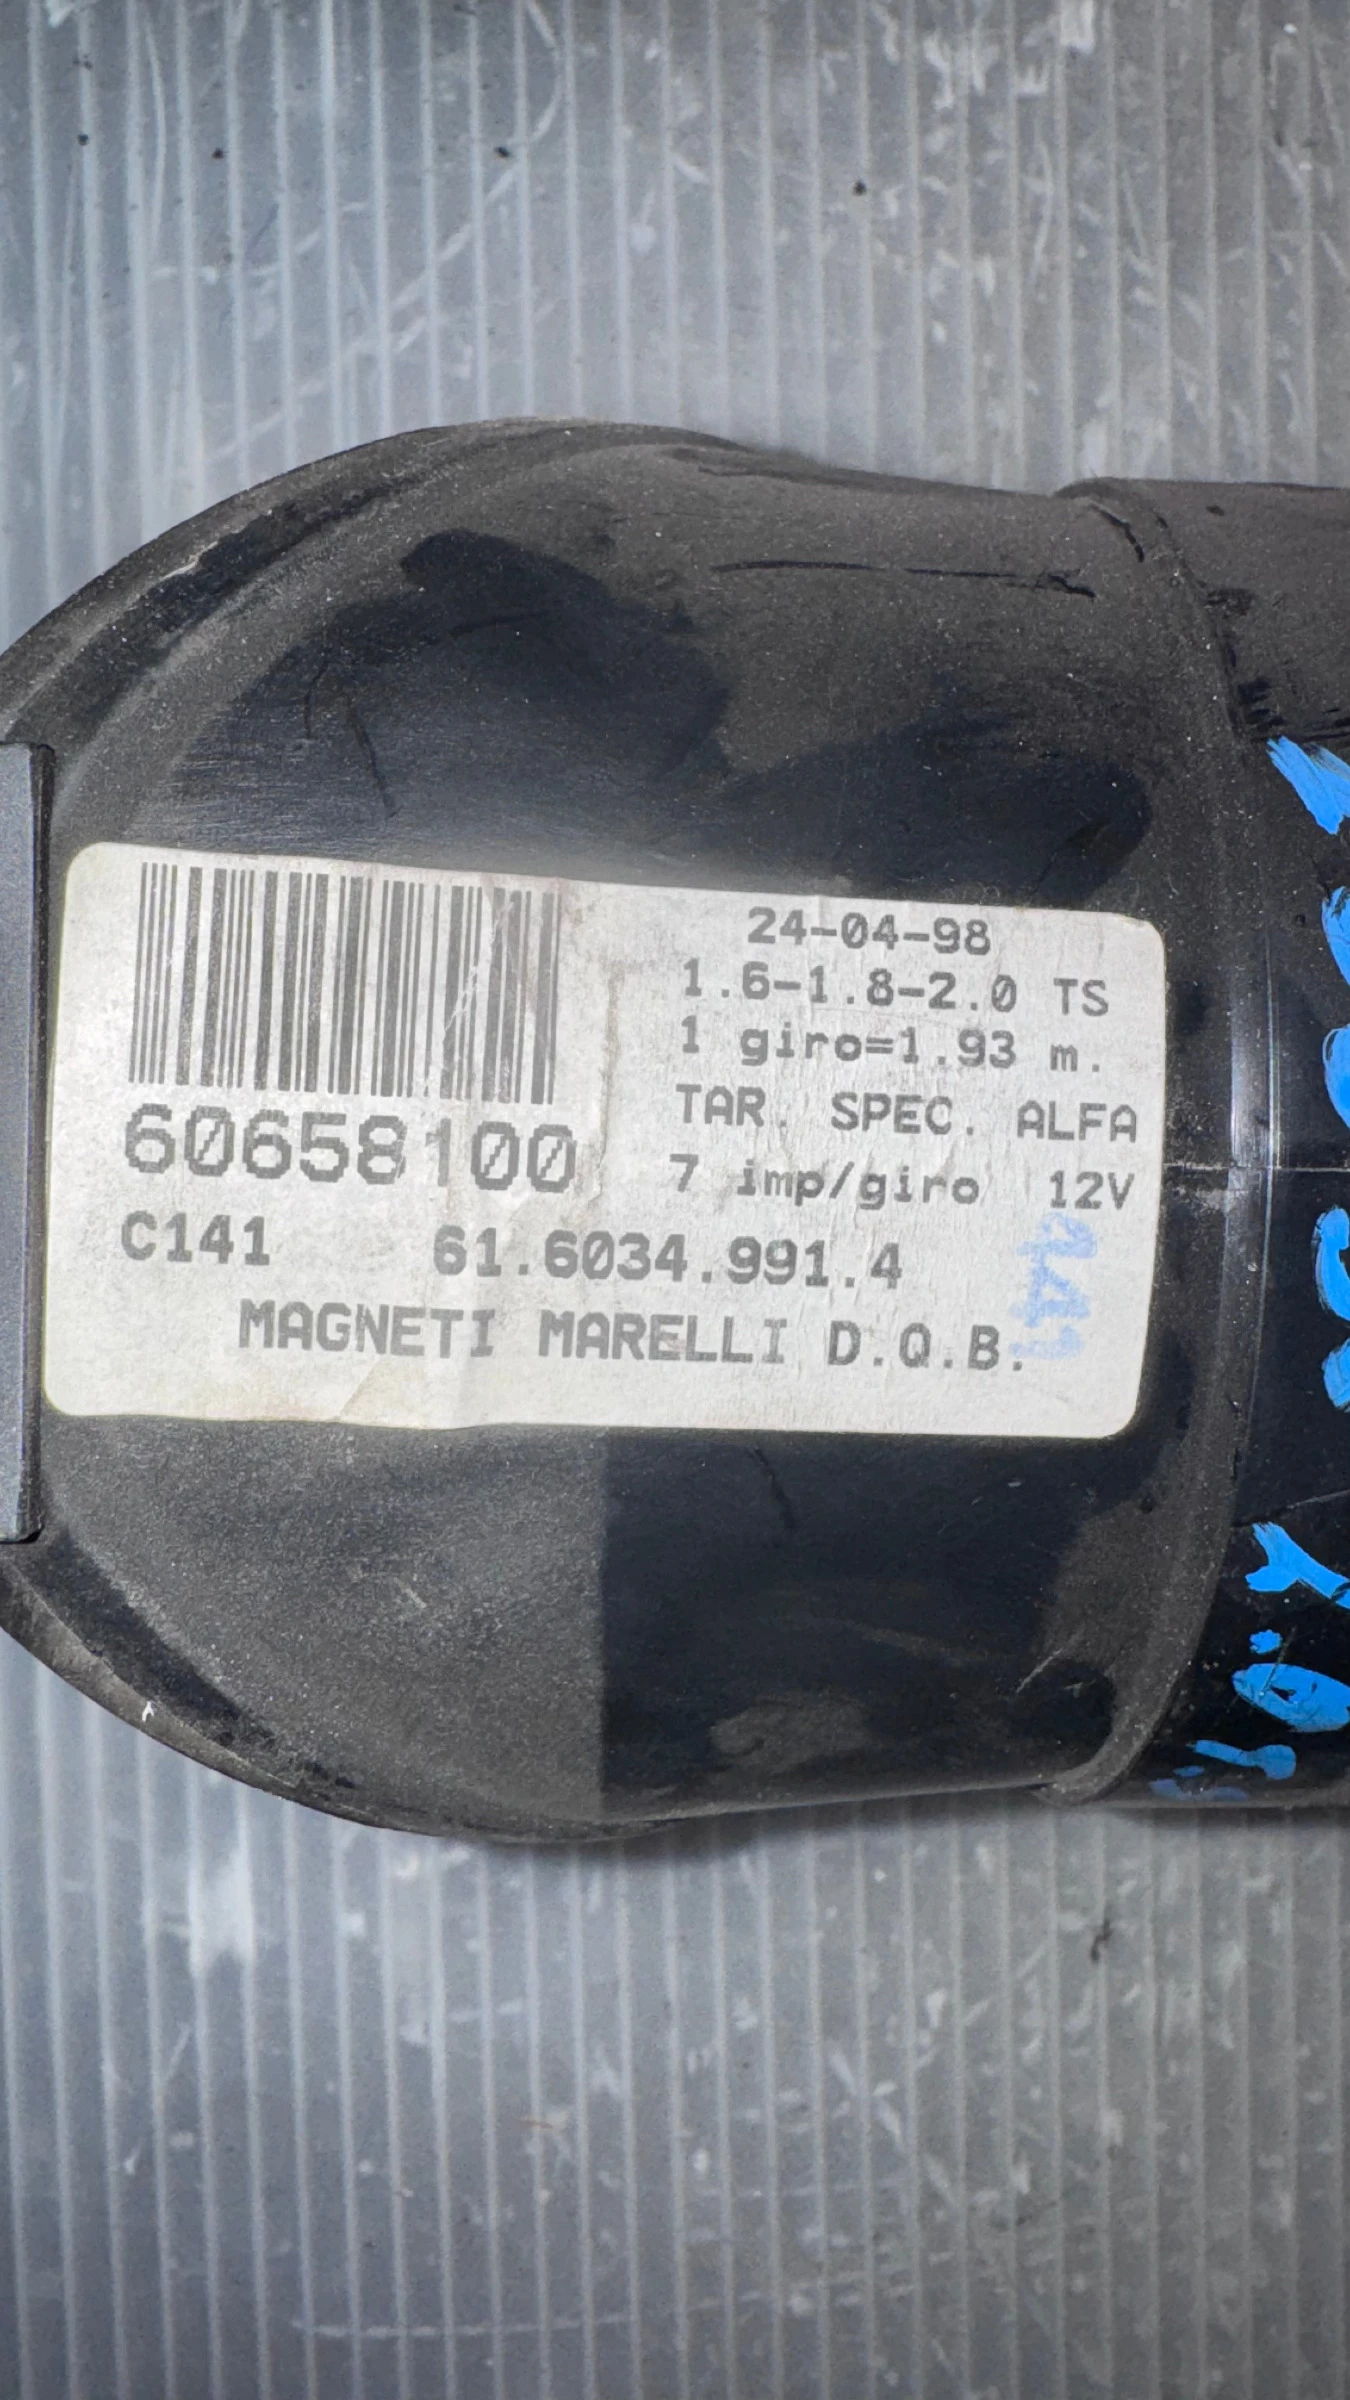 24-04-98
1.6-1.8-2.0 TS
1 giro=1.93 m.
TAR. SPEC. ALFA
7 imp/giro 12V
60658100
C141 61.6034.991.4
MAGNETI MARELLI D.Q.B.